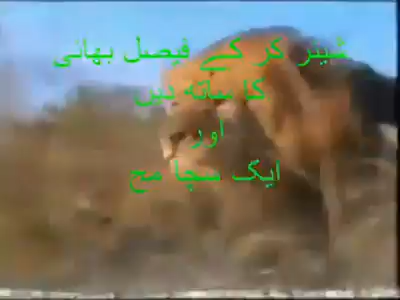 شیئر کر کے فیصل بھائی
کا ساتھ دیں
اور
ایک سچا مح